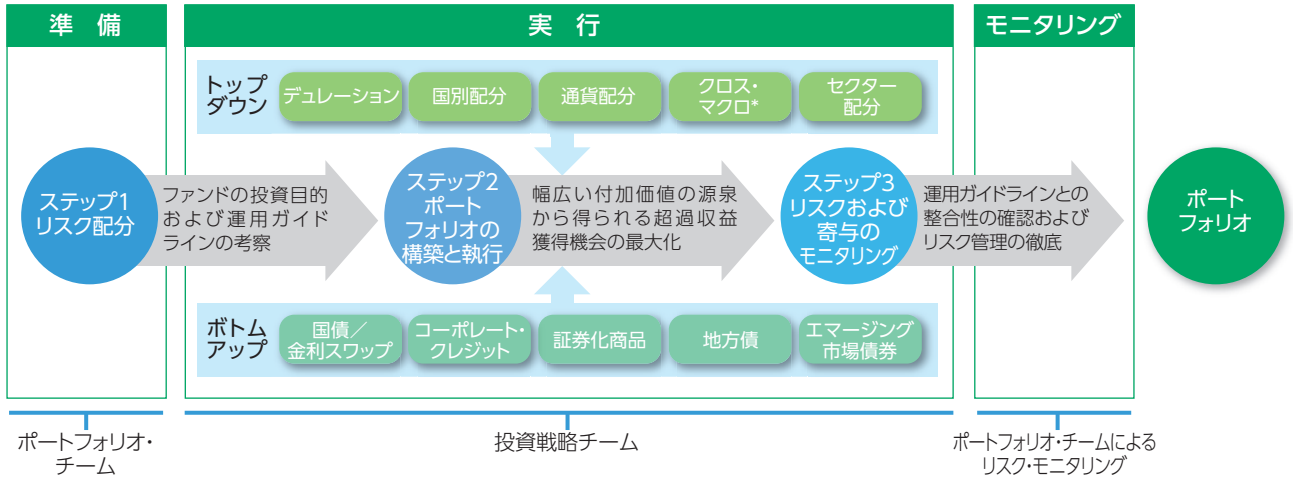 準 備
実 行
モニタリング
トップ
ダウン
デュレーション
国別配分
通貨配分
クロス・
マクロ*
セクター
配分
ステップ1
リスク配分
ファンドの投資目的
および運用ガイド
ラインの考察
ステップ2
ポート
フォリオの
構築と執行
幅広い付加価値の源泉
から得られる超過収益
獲得機会の最大化
ステップ3
リスクおよび
寄与の
モニタリング
運用ガイドラインとの
整合性の確認および
リスク管理の徹底
ポート
フォリオ
ボトム
アップ
国債／
金利スワップ
コーポレート・
クレジット
証券化商品
地方債
エマージング
市場債券
ポートフォリオ・
チーム
投資戦略チーム
ポートフォリオ・チームによる
リスク・モニタリング